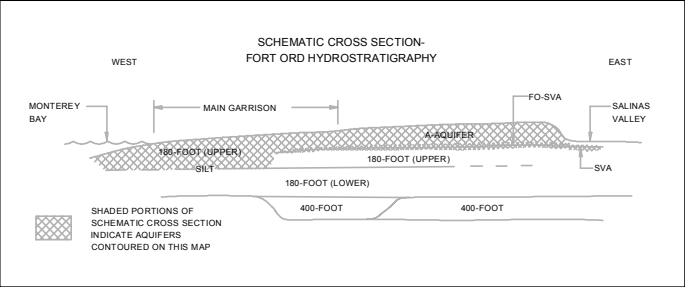 SCHEMATIC CROSS SECTION-
FORT ORD HYDROSTRATIGRAPHY
WEST
EAST
FO-SVA
MONTEREY
BAY
MAIN GARRISON
SALINAS
VALLEY
A-AQUIFER
180-FOOT (UPPER)
180-FOOT (UPPER)
SILT
SVA
180-FOOT (LOWER)
400-FOOT
400-FOOT
SHADED PORTIONS OF
SCHEMATIC CROSS SECTION
INDICATE AQUIFERS
CONTOURED ON THIS MAP